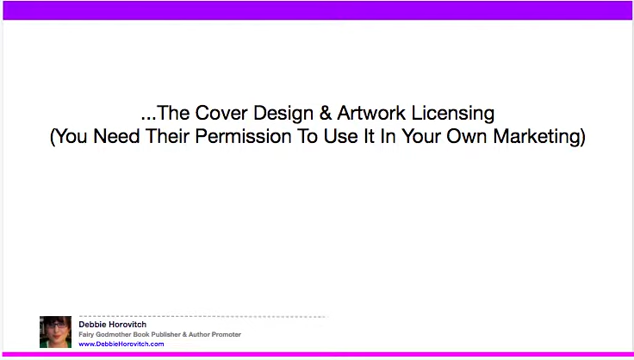 ...The Cover Design & Artwork Licensing
(You Need Their Permission To Use It In Your Own Marketing)
Debbie Horovitch
Fairy Godmother Book Publisher & Author Promoter
www.DebbieHorovitch.com